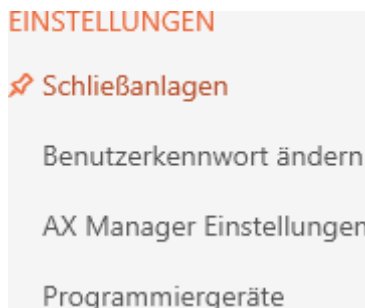 EINSTELLUNGEN
Schließanlagen
Benutzerkennwort ändern
AX Manager Einstellungen
Programmiergeräte